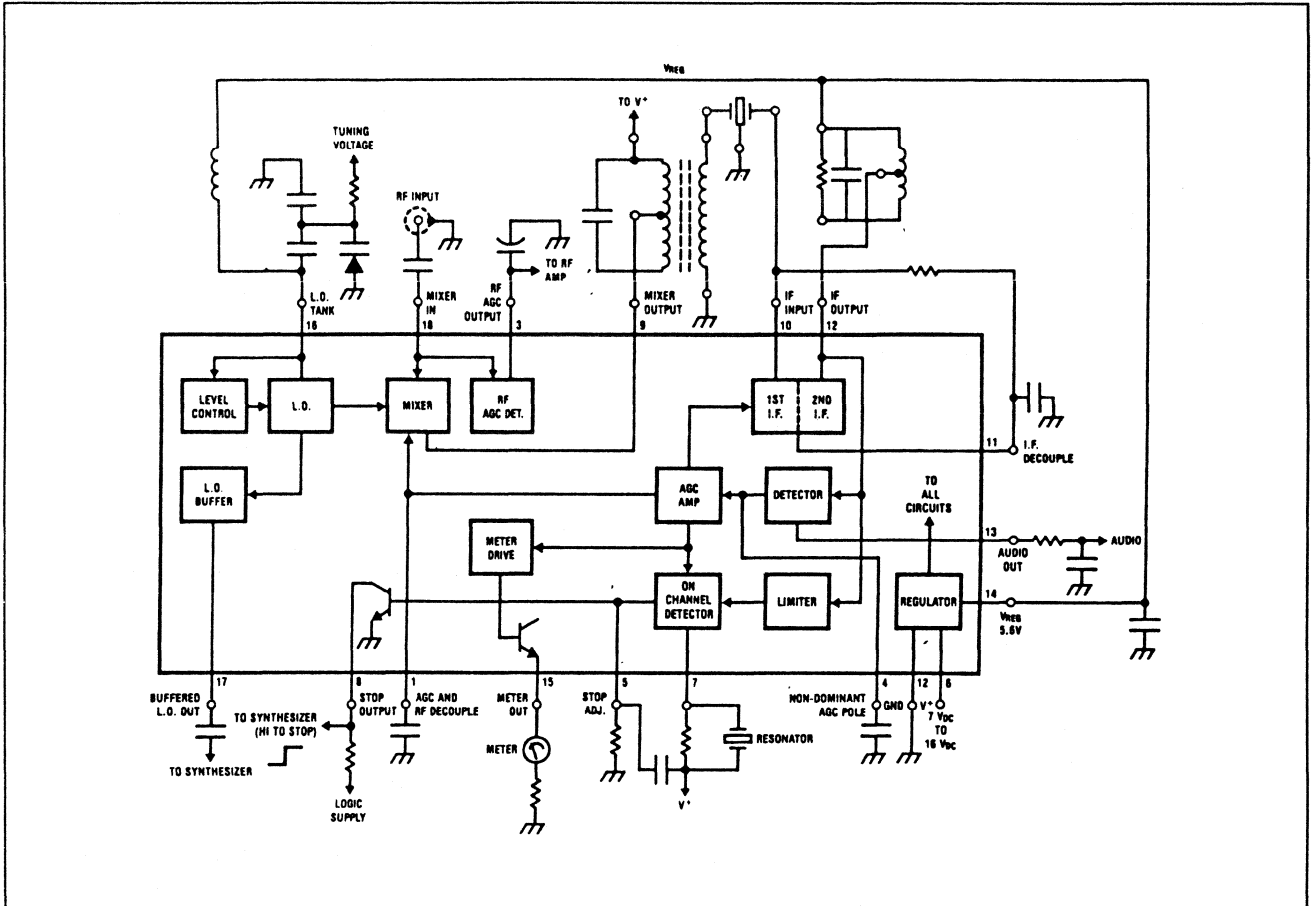 VREG
TO V+
TUNING
VOLTAGE
RF INPUT
TO RF
AMP
L.O.
TANK
16
MIXER
IN
18
RF
AGC
OUTPUT
3
MIXER
OUTPUT
9
IF
INPUT
10
IF
OUTPUT
12
LEVEL
CONTROL
L.O.
MIXER
RF
AGC DET.
1ST
I.F.
2ND
I.F.
11
I.F.
DECOUPLE
L.O.
BUFFER
AGC
AMP
DETECTOR
TO
ALL
CIRCUITS
13
AUDIO
OUT
AUDIO
METER
DRIVE
ON
CHANNEL
DETECTOR
LIMITER
REGULATOR
14
VREG
5.6V
17
BUFFERED
L.O. OUT
8
STOP
OUTPUT
1
AGC AND
RF DECOUPLE
15
METER
OUT
5
STOP
ADJ.
7
4
NON-DOMINANT
AGC POLE
12
GND
6
V+
7 VDC
TO
16 VDC
TO SYNTHESIZER
(HI TO STOP)
TO SYNTHESIZER
METER
RESONATOR
LOGIC
SUPPLY
V+